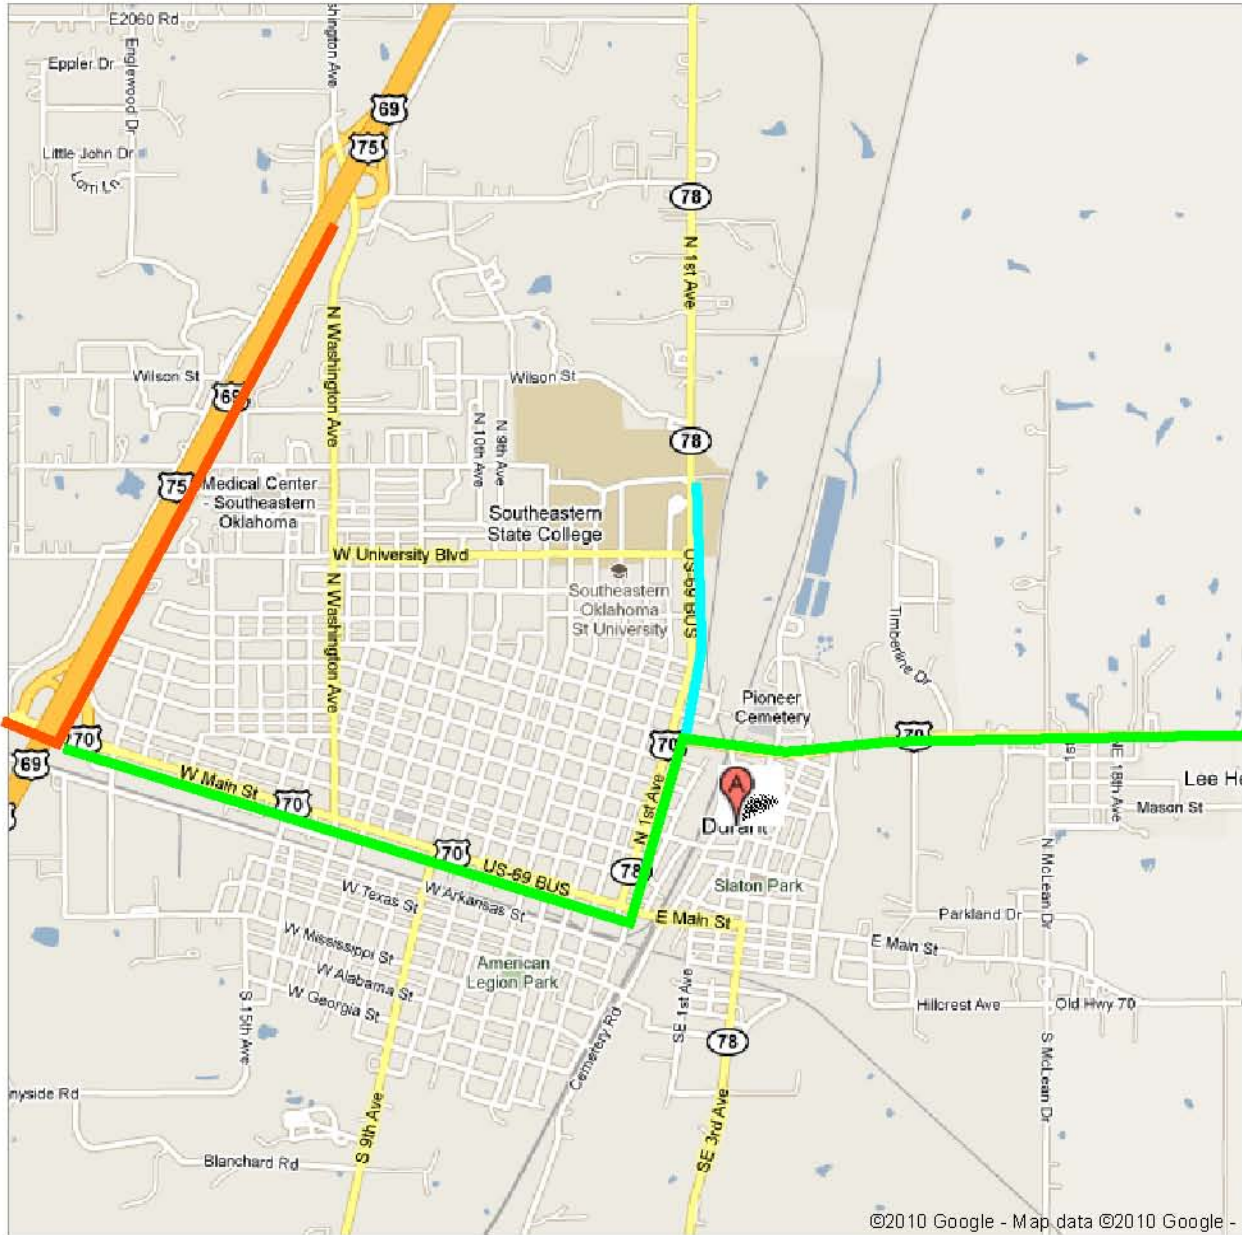 E2060 Rd
Eppler Dr
Englewood Dr
69
75
Little John Dr
Lorri Ln
78
N 1st Ave
N Washington Ave
Wilson St
69
Wilson St
N 10th Ave
N 9th Ave
78
75
Medical Center
- Southeastern
Oklahoma
Southeastern
State College
W University Blvd
US-69 BUS
N Washington Ave
Southeastern
Oklahoma
St University
Timberline Dr
Pioneer
Cemetery
70
70
70
69
W Main St
70
A
Durant
N 1st Ave
NE 18th Ave
Lee He
Mason St
70
US-69 BUS
78
Slaton Park
W Texas St
W Arkansas St
E Main St
N McLean Dr
Parkland Dr
E Main St
W Mississippi St
W Alabama St
W Georgia St
American
Legion Park
S 15th Ave
SE 1st Ave
Hillcrest Ave
Old Hwy 70
78
Cemetery Rd
S McLean Dr
nyside Rd
S 9th Ave
SE 3rd Ave
Blanchard Rd
©2010 Google - Map data ©2010 Google -